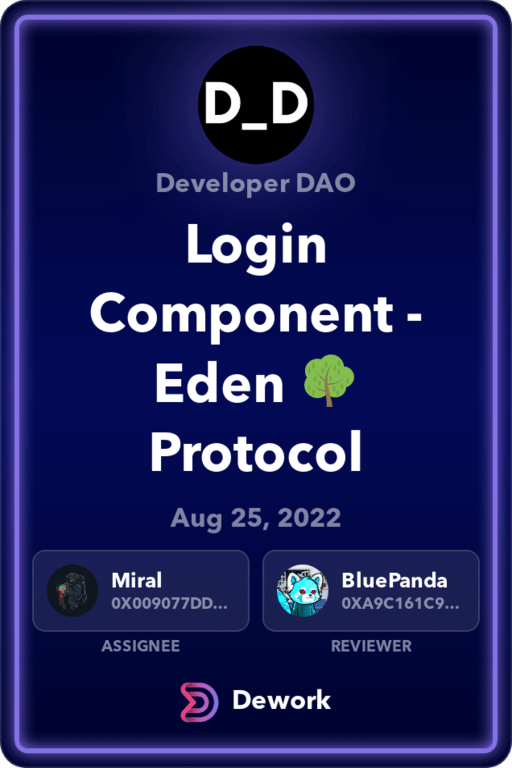 D_D
Developer DAO
Login
Component -
Eden 🌳
Protocol
Aug 25, 2022
Miral
0X009077DD...
ASSIGNEE
BluePanda
0XA9C161C9...
REVIEWER
Dework